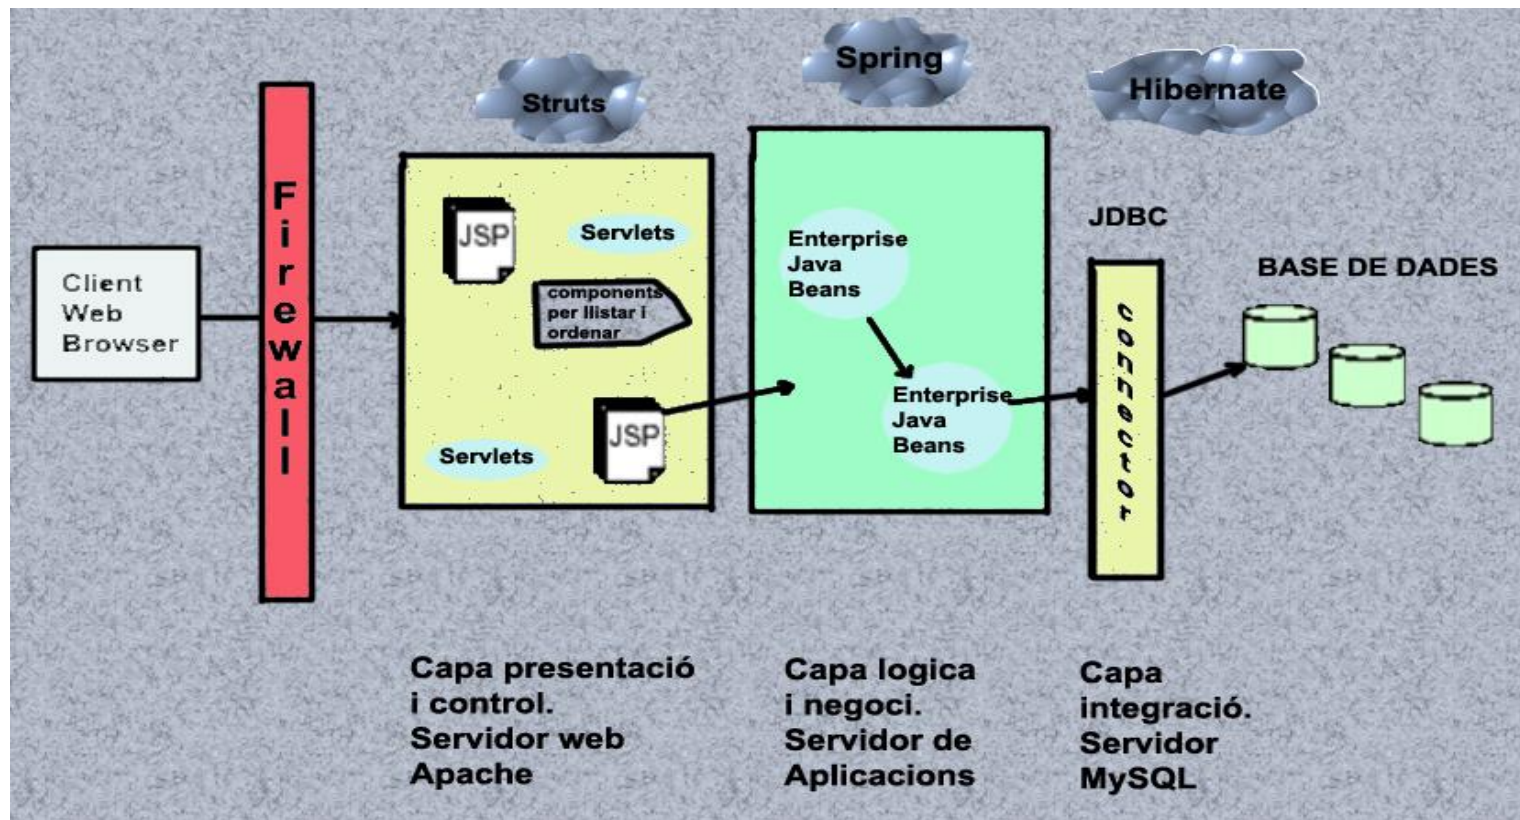 Struts
Spring
Hibernate
Firewall
Client
Web
Browser
JSP
Servlets
components
per llistar i
ordenar
JSP
Servlets
Enterprise
Java
Beans
Enterprise
Java
Beans
JDBC
connector
BASE DE DADES
Capa presentació
i control.
Servidor web
Apache
Capa logica
i negoci.
Servidor de
Aplicacions
Capa
integració.
Servidor
MySQL